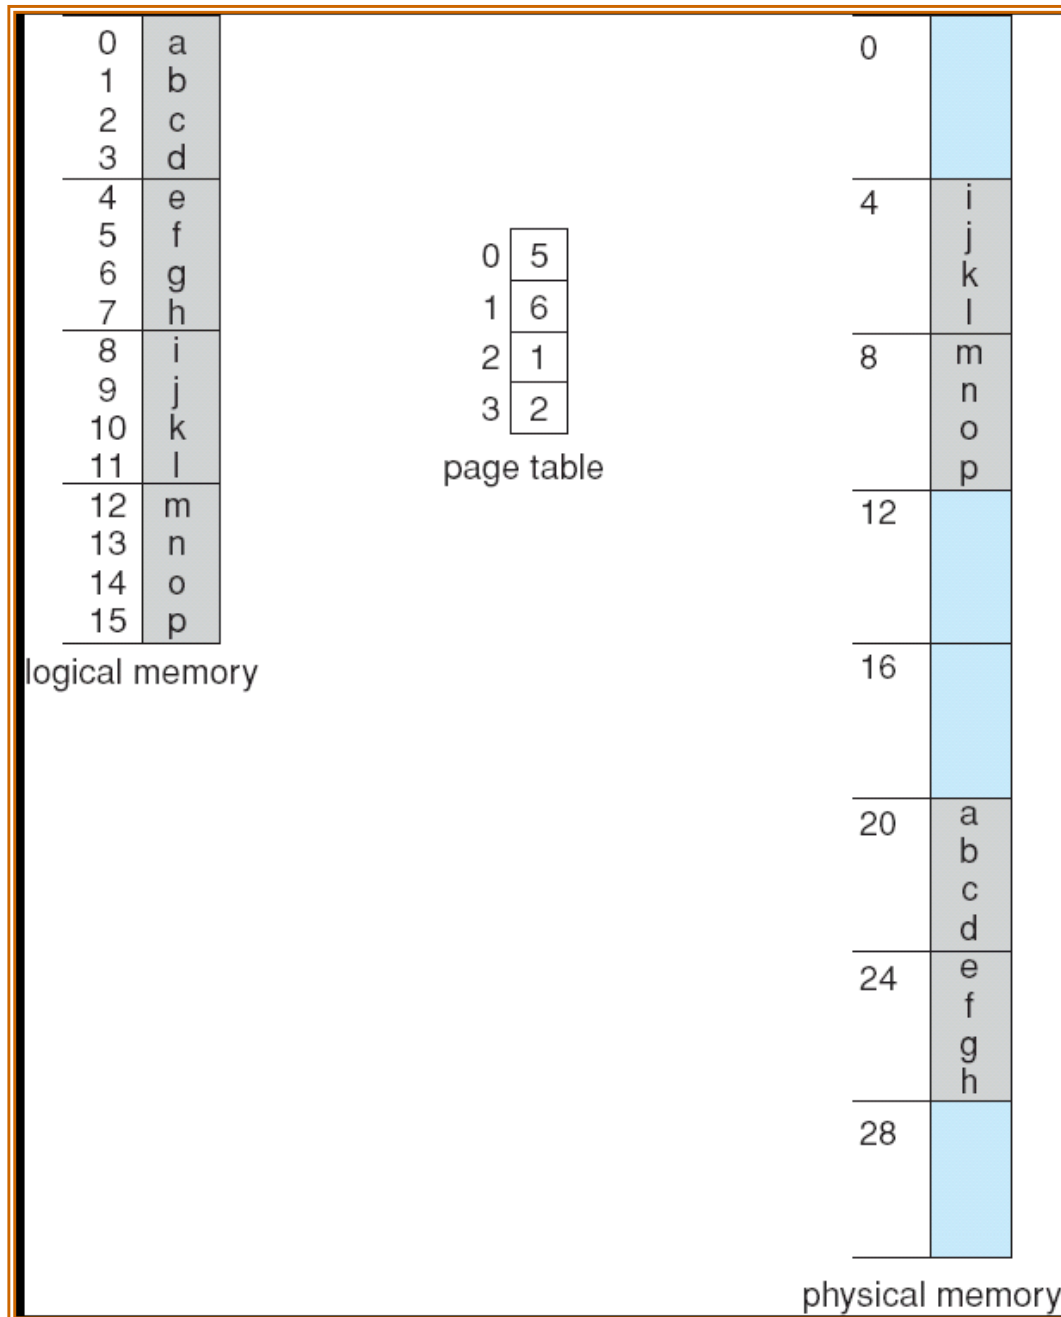 0 a
1 b
2 c
3 d
4 e
5 f
6 g
7 h
8 i
9 j
10 k
11 l
12 m
13 n
14 o
15 p
logical memory
0 5
1 6
2 1
3 2
page table
0
4 i
j
k
l
8 m
n
o
p
12
16
20 a
b
c
d
24 e
f
g
h
28
physical memory